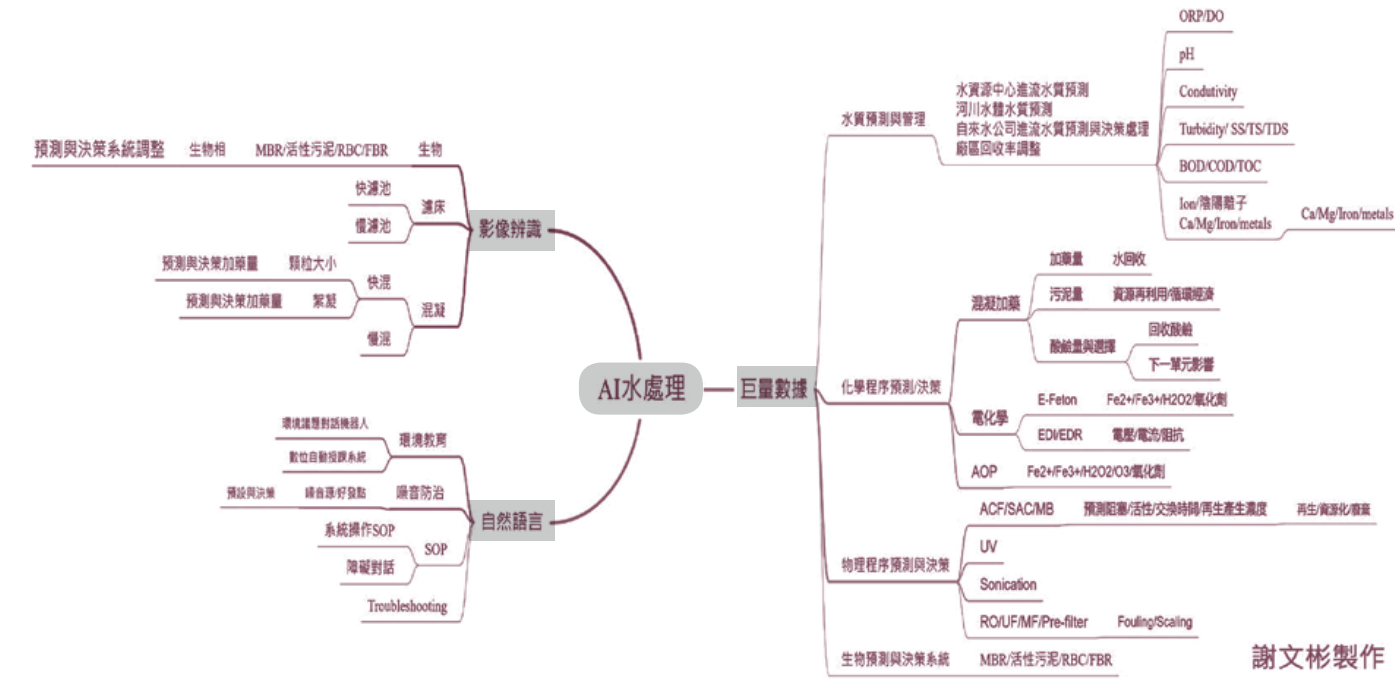 AI水處理
影像辨識
生物
MBR/活性污泥/RBC/FBR
生物相
預測與決策系統調整
濾床
快濾池
慢濾池
混凝
快混
顆粒大小
預測與決策加藥量
絮凝
預測與決策加藥量
慢混
自然語言
環境教育
環境議題對話機器人
數位自動授課系統
噪音防治
噪音源/好發點
預設與決策
SOP
系統操作SOP
障礙對話
Troubleshooting
巨量數據
水質預測與管理
水資源中心進流水質預測
河川水體水質預測
自來水公司進流水質預測與決策處理
廠區回收率調整
ORP/DO
pH
Condutivity
Turbidity/ SS/TS/TDS
BOD/COD/TOC
Ion/陰陽離子
Ca/Mg/Iron/metals
Ca/Mg/Iron/metals
化學程序預測/決策
混凝加藥
加藥量
水回收
污泥量
資源再利用/循環經濟
酸鹼量與選擇
回收酸鹼
下一單元影響
電化學
E-Feton
Fe2+/Fe3+/H2O2/氧化劑
EDI/EDR
電壓/電流/阻抗
AOP
Fe2+/Fe3+/H2O2/O3/氧化劑
物理程序預測與決策
ACF/SAC/MB
預測阻塞/活性/交換時間/再生產生濃度
再生/資源化/廢棄
UV
Sonication
RO/UF/MF/Pre-filter
Fouling/Scaling
生物預測與決策系統
MBR/活性污泥/RBC/FBR
謝文彬製作